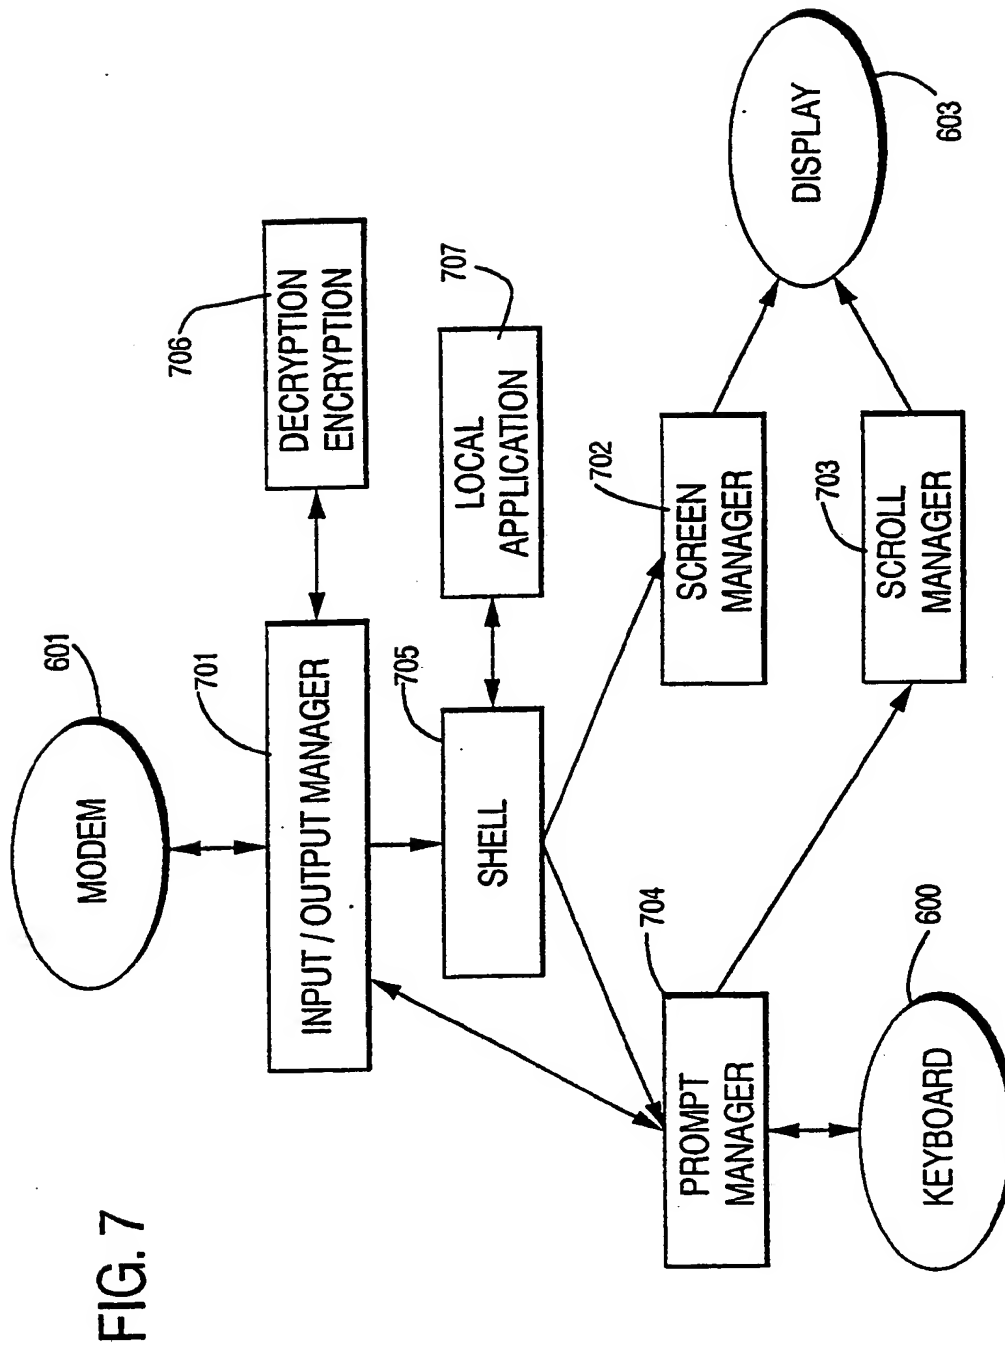 FIG. 7
MODEM
601
INPUT / OUTPUT MANAGER
701
DECRYPTION
ENCRYPTION
706
SHELL
705
LOCAL
APPLICATION
707
PROMPT
MANAGER
704
SCREEN
MANAGER
702
KEYBOARD
600
SCROLL
MANAGER
703
DISPLAY
603